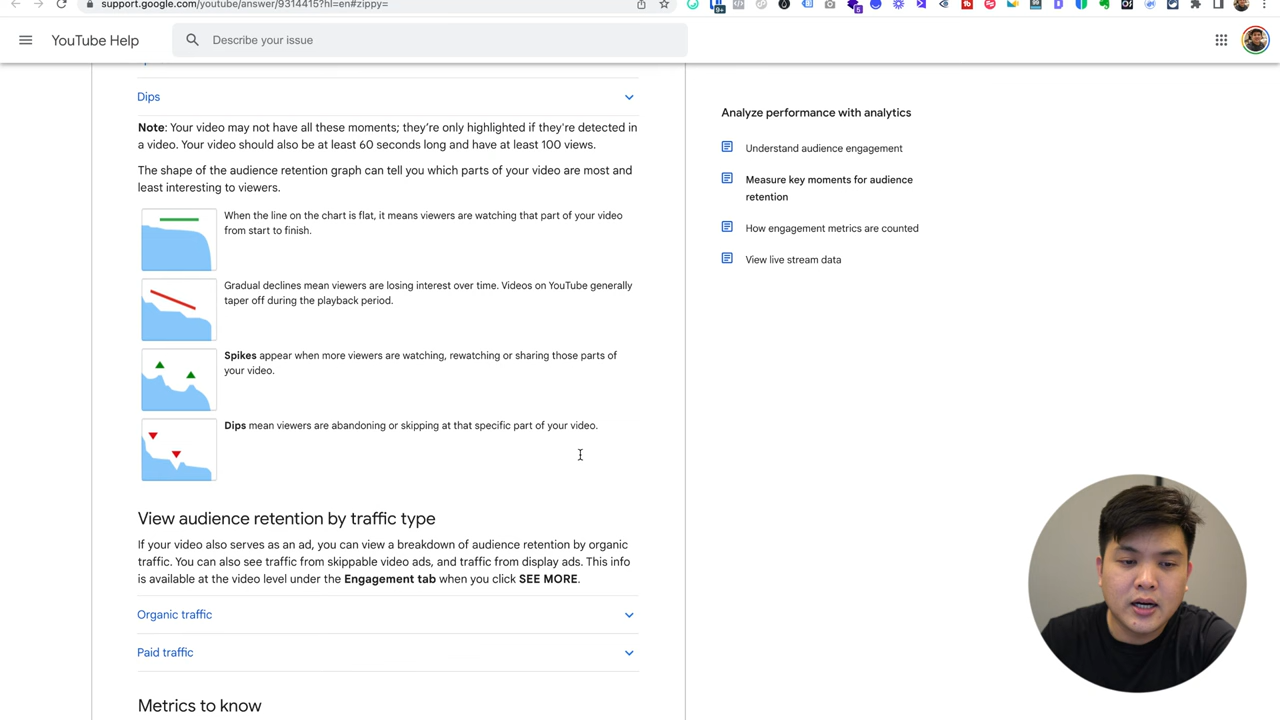 support.google.com/youtube/answer/9314415?hl=en#zippy=
YouTube Help
Describe your issue
Dips
Note: Your video may not have all these moments; they're only highlighted if they're detected in
a video. Your video should also be at least 60 seconds long and have at least 100 views.
The shape of the audience retention graph can tell you which parts of your video are most and
least interesting to viewers.
When the line on the chart is flat, it means viewers are watching that part of your video
from start to finish.
Gradual declines mean viewers are losing interest over time. Videos on YouTube generally
taper off during the playback period.
Spikes appear when more viewers are watching, rewatching or sharing those parts of
your video.
Dips mean viewers are abandoning or skipping at that specific part of your video.
View audience retention by traffic type
If your video also serves as an ad, you can view a breakdown of audience retention by organic
traffic. You can also see traffic from skippable video ads, and traffic from display ads. This info
is available at the video level under the Engagement tab when you click SEE MORE.
Organic traffic
Paid traffic
Metrics to know
Analyze performance with analytics
Understand audience engagement
Measure key moments for audience
retention
How engagement metrics are counted
View live stream data